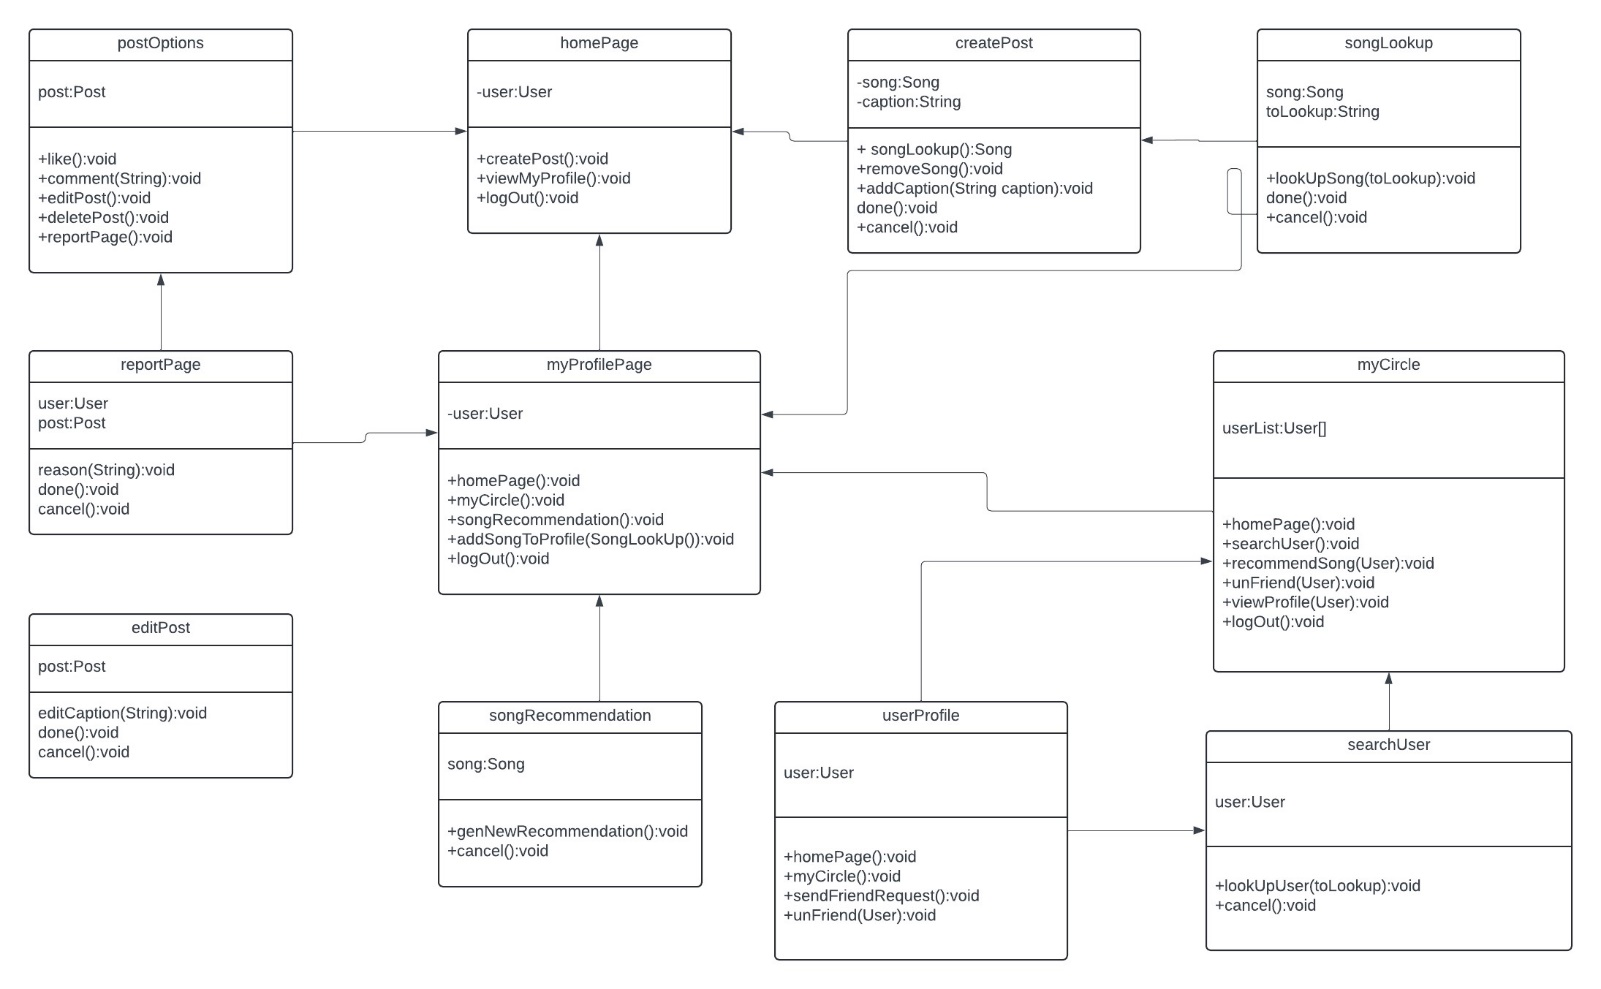 postOptions
post:Post
+like():void
+comment(String):void
+editPost():void
+deletePost():void
+reportPage():void
homePage
-user:User
+createPost():void
+viewMyProfile():void
+logOut():void
createPost
-song:Song
-caption:String
+ songLookup():Song
+removeSong():void
+addCaption(String caption):void
done():void
+cancel():void
songLookup
song:Song
toLookup:String
+lookUpSong(toLookup):void
done():void
+cancel():void
reportPage
user:User
post:Post
reason(String):void
done():void
cancel():void
myProfilePage
-user:User
+homePage():void
+myCircle():void
+songRecommendation():void
+addSongToProfile(SongLookUp()):void
+logOut():void
myCircle
userList:User[]
+homePage():void
+searchUser():void
+recommendSong(User):void
+unFriend(User):void
+viewProfile(User):void
+logOut():void
editPost
post:Post
editCaption(String):void
done():void
cancel():void
songRecommendation
song:Song
+genNewRecommendation():void
+cancel():void
userProfile
user:User
+homePage():void
+myCircle():void
+sendFriendRequest():void
+unFriend(User):void
searchUser
user:User
+lookUpUser(toLookup):void
+cancel():void